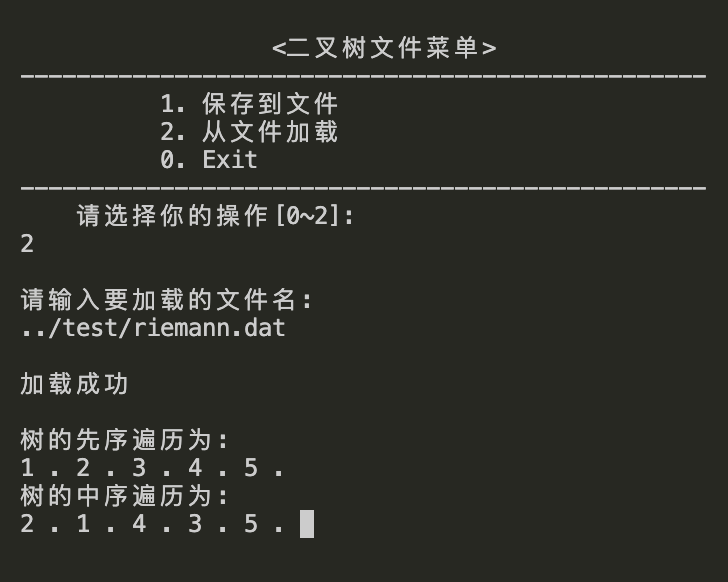 <二叉树文件菜单>
-------------------------------------------------
1. 保存到文件
2. 从文件加载
0. Exit
-------------------------------------------------
请选择你的操作[0~2]:
2
请输入要加载的文件名:
../test/riemann.dat
加载成功
树的先序遍历为:
1 . 2 . 3 . 4 . 5 .
树的中序遍历为:
2 . 1 . 4 . 3 . 5 .